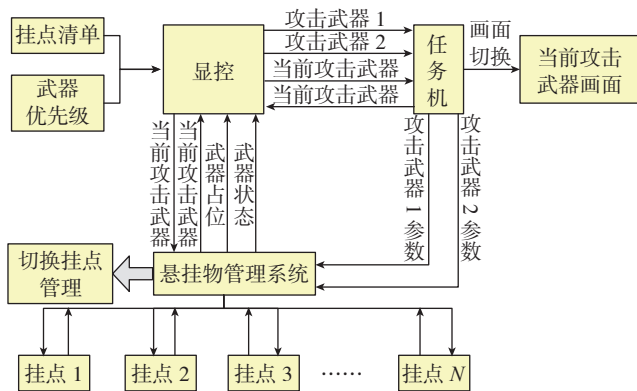 挂点清单
武器
优先级
显控
攻击武器 1
攻击武器 2
当前攻击武器
当前攻击武器
任
务
机
画面
切换
当前攻击
武器画面
当前攻击武器
当前攻击武器
武器占位
武器状态
攻击武器 1 参数
攻击武器 2 参数
切换挂点
管理
悬挂物管理系统
挂点 1
挂点 2
挂点 3
……
挂点 N